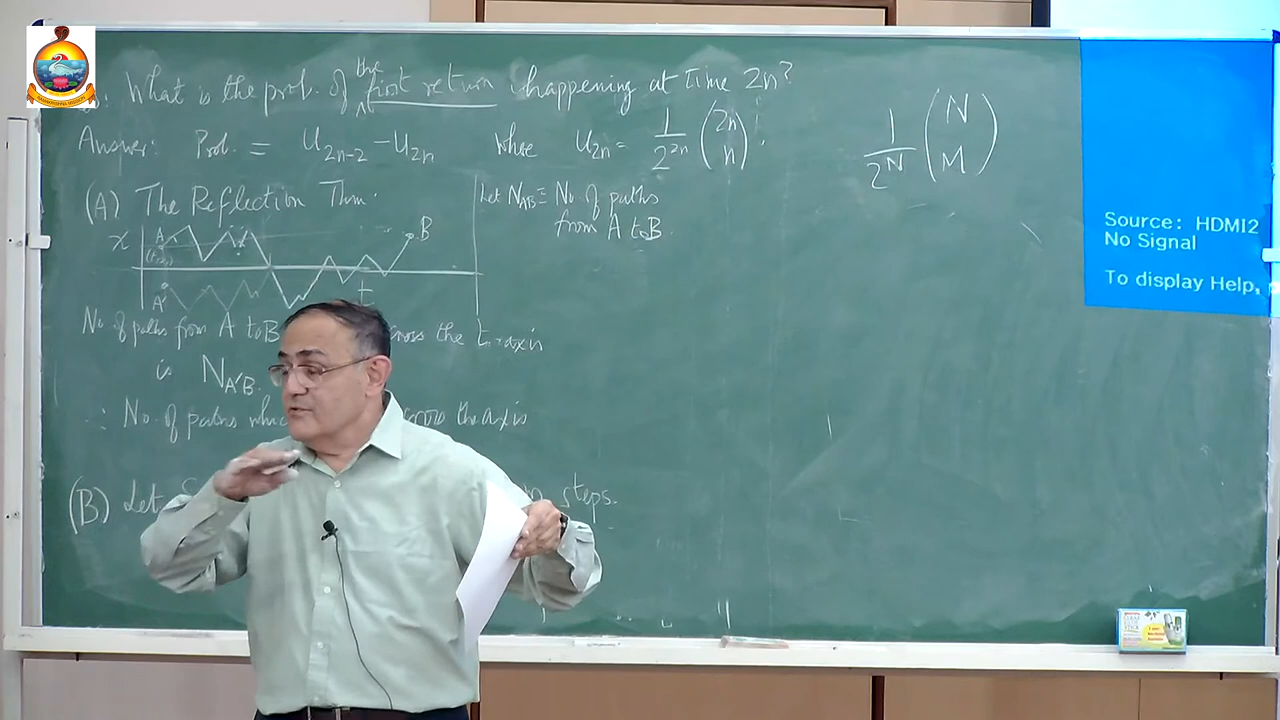 What is the prob. of the first return happening at time 2n?
Answer: Prob. = U2n-2 - U2n where U2n = 1/2^2n (2n n).
1/2^N (N M)
(A) The Reflection Thm.
Let NAB ≡ No. of paths
from A to B.
x
A
B
A'
t
No. of paths from A to B cross the t-axis
is NA'B.
∴ No. of paths the axis
(B) Let steps.
Source: HDMI2
No Signal
To display Help,